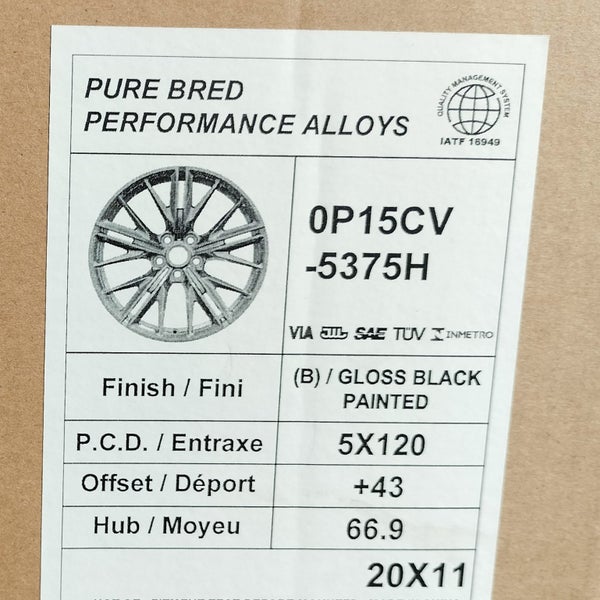 PURE BRED
PERFORMANCE ALLOYS
QUALITY MANAGEMENT SYSTEM
IATF 16949
0P15CV
-5375H
VIA JWL SAE TÜV INMETRO
Finish / Fini
(B) / GLOSS BLACK
PAINTED
P.C.D. / Entraxe
5X120
Offset / Déport
+43
Hub / Moyeu
66.9
20X11